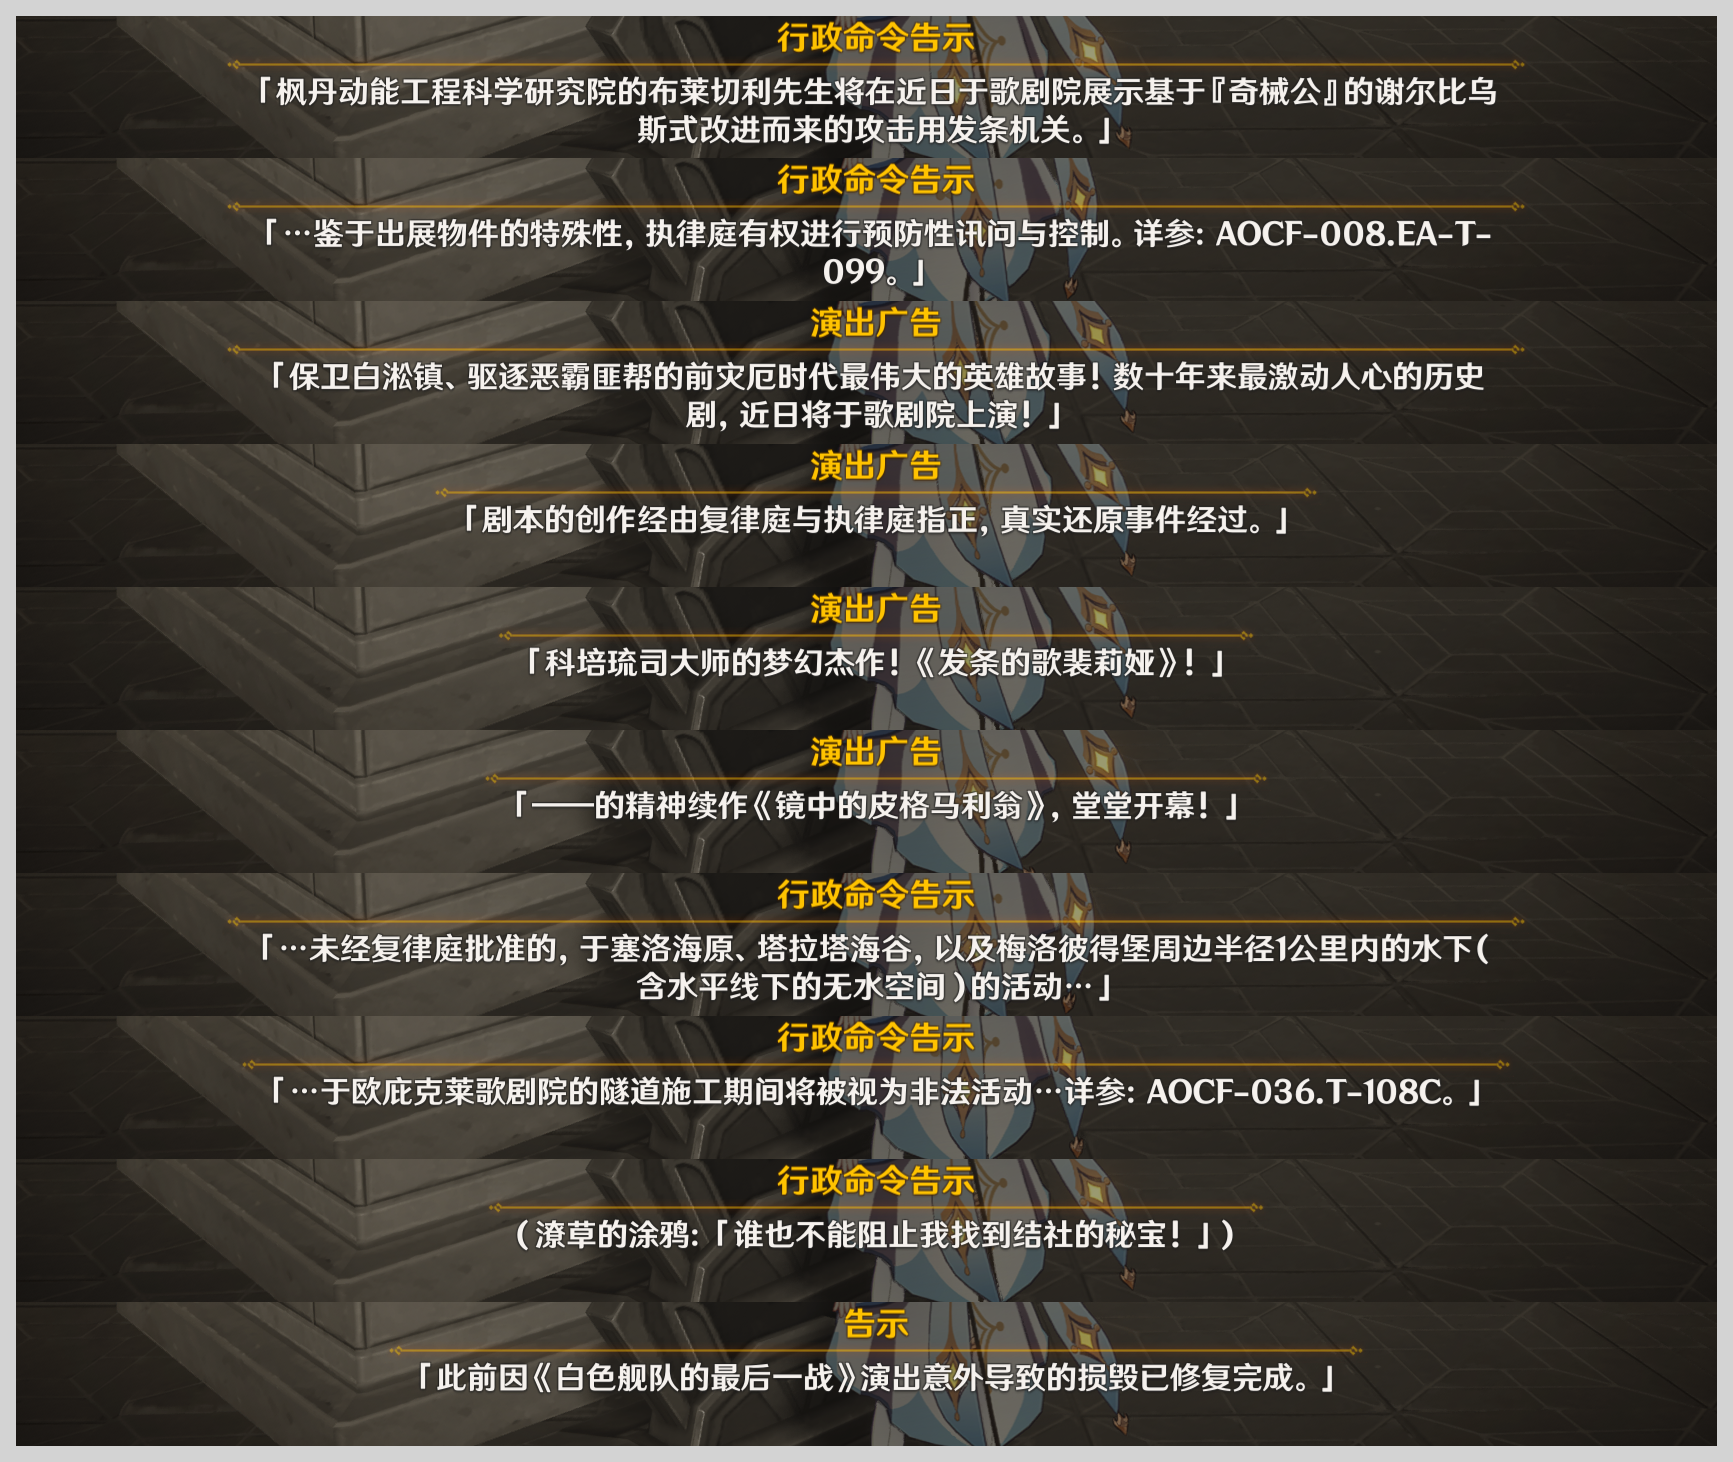 行政命令告示
「枫丹动能工程科学研究院的布莱切利先生将在近日于歌剧院展示基于『奇械公』的谢尔比乌
斯式改进而来的攻击用发条机关。」
行政命令告示
「…鉴于出展物件的特殊性,执律庭有权进行预防性讯问与控制。详参: AOCF-008.EA-T-
099。」
演出广告
「保卫白淞镇、驱逐恶霸匪帮的前灾厄时代最伟大的英雄故事!数十年来最激动人心的历史
剧,近日将于歌剧院上演!」
演出广告
「剧本的创作经由复律庭与执律庭指正,真实还原事件经过。」
演出广告
「科培琉司大师的梦幻杰作!《发条的歌裴莉娅》!」
演出广告
「——的精神续作《镜中的皮格马利翁》,堂堂开幕!」
行政命令告示
「…未经复律庭批准的,于塞洛海原、塔拉塔海谷,以及梅洛彼得堡周边半径1公里内的水下(
含水平线下的无水空间)的活动…」
行政命令告示
「…于欧庇克莱歌剧院的隧道施工期间将被视为非法活动…详参: AOCF-036.T-108C。」
行政命令告示
(潦草的涂鸦:「谁也不能阻止我找到结社的秘宝!」)
告示
「此前因《白色舰队的最后一战》演出意外导致的损毁已修复完成。」